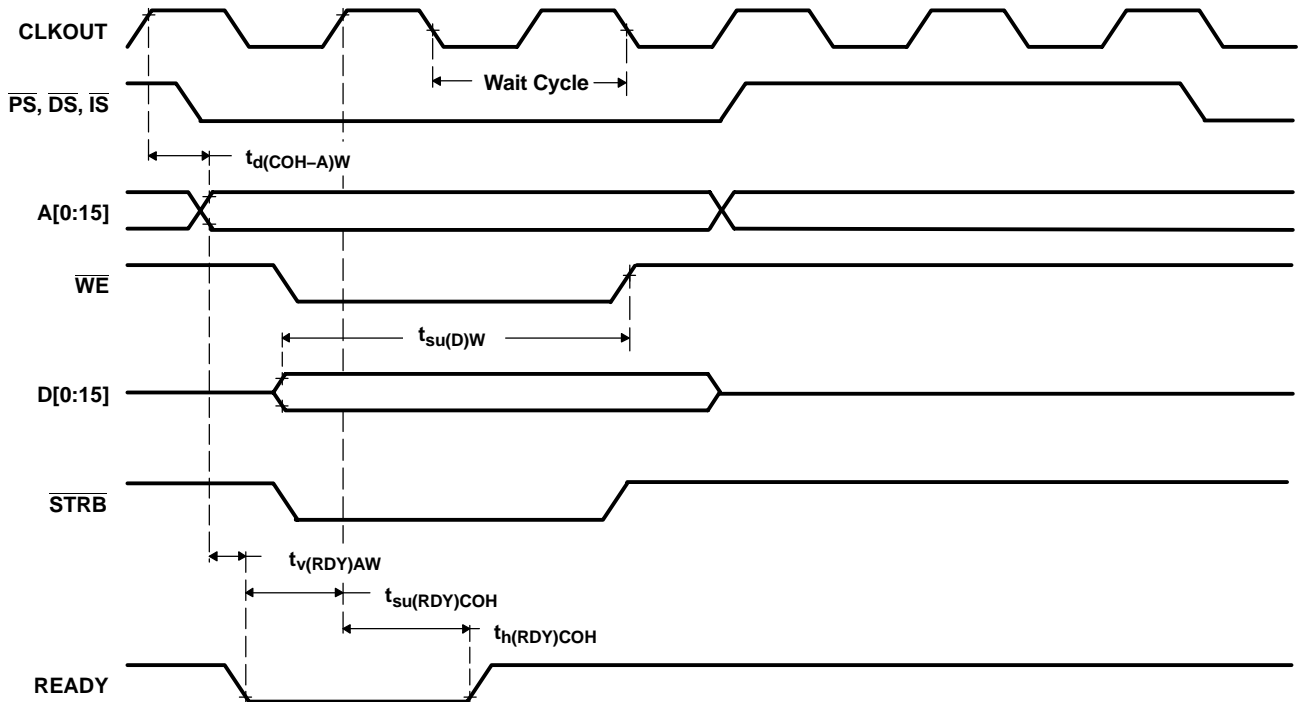 CLKOUT
Wait Cycle
PS, DS, IS
td(COH–A)W
A[0:15]
WE
tsu(D)W
D[0:15]
STRB
tv(RDY)AW
tsu(RDY)COH
th(RDY)COH
READY